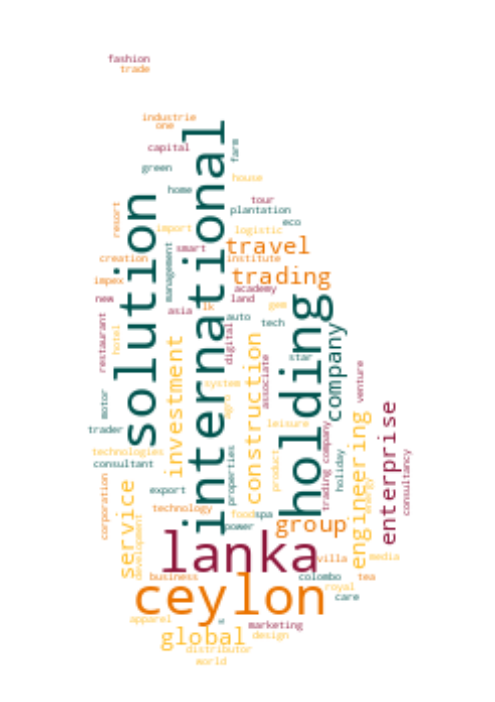 fashion
trade
industrie
one
international
farm
capital
green
house
home
solution
tour
resort
plantation
eco
import
logistic
travel
management
smart
creation
institute
trading
impex
academy
new
land
holding
asia
lk
gem
auto
restaurant
digital
tech
company
hotel
investment
construction
star
associate
venture
system
agro
motor
enterprise
engineering
trader
leisure
trading company
technologies
consultant
properties
product
holiday
consultancy
corporation
service
export
energy
technology
food
spa
development
power
group
lanka
villa
media
business
colombo
tea
ceylon
royal
care
apparel
marketing
global
design
distributor
world